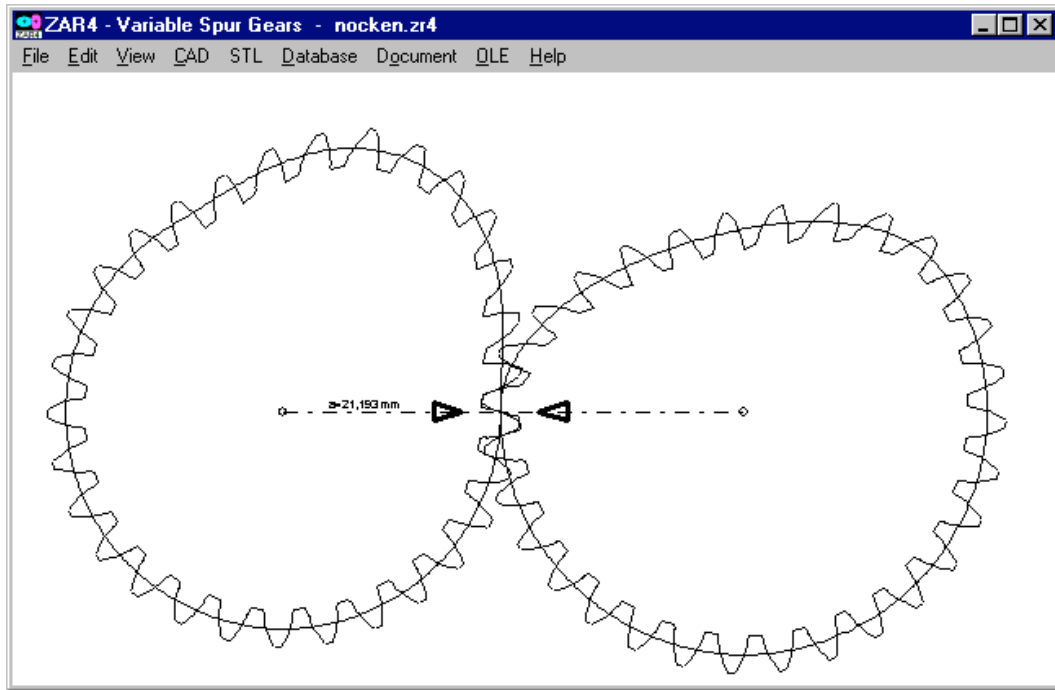 ZAR4 - Variable Spur Gears - nocken.zr4
File Edit View CAD STL Database Document OLE Help
a=21,193 mm